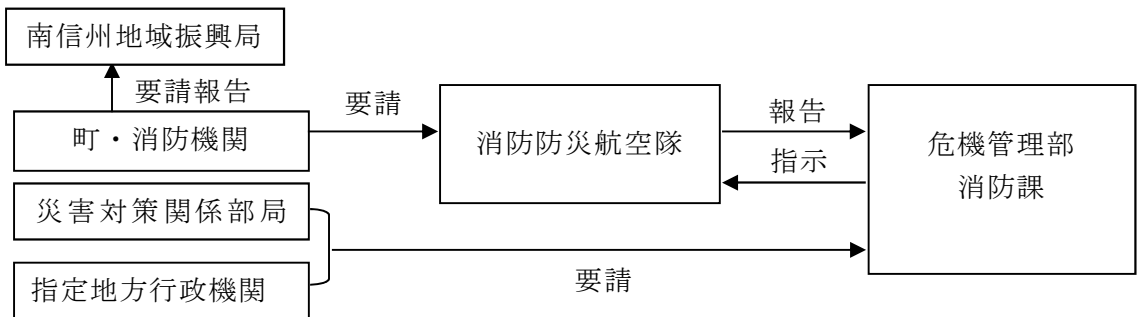 南信州地域振興局
要請報告
町・消防機関
要請
消防防災航空隊
報告
指示
危機管理部
消防課
災害対策関係部局
指定地方行政機関
要請